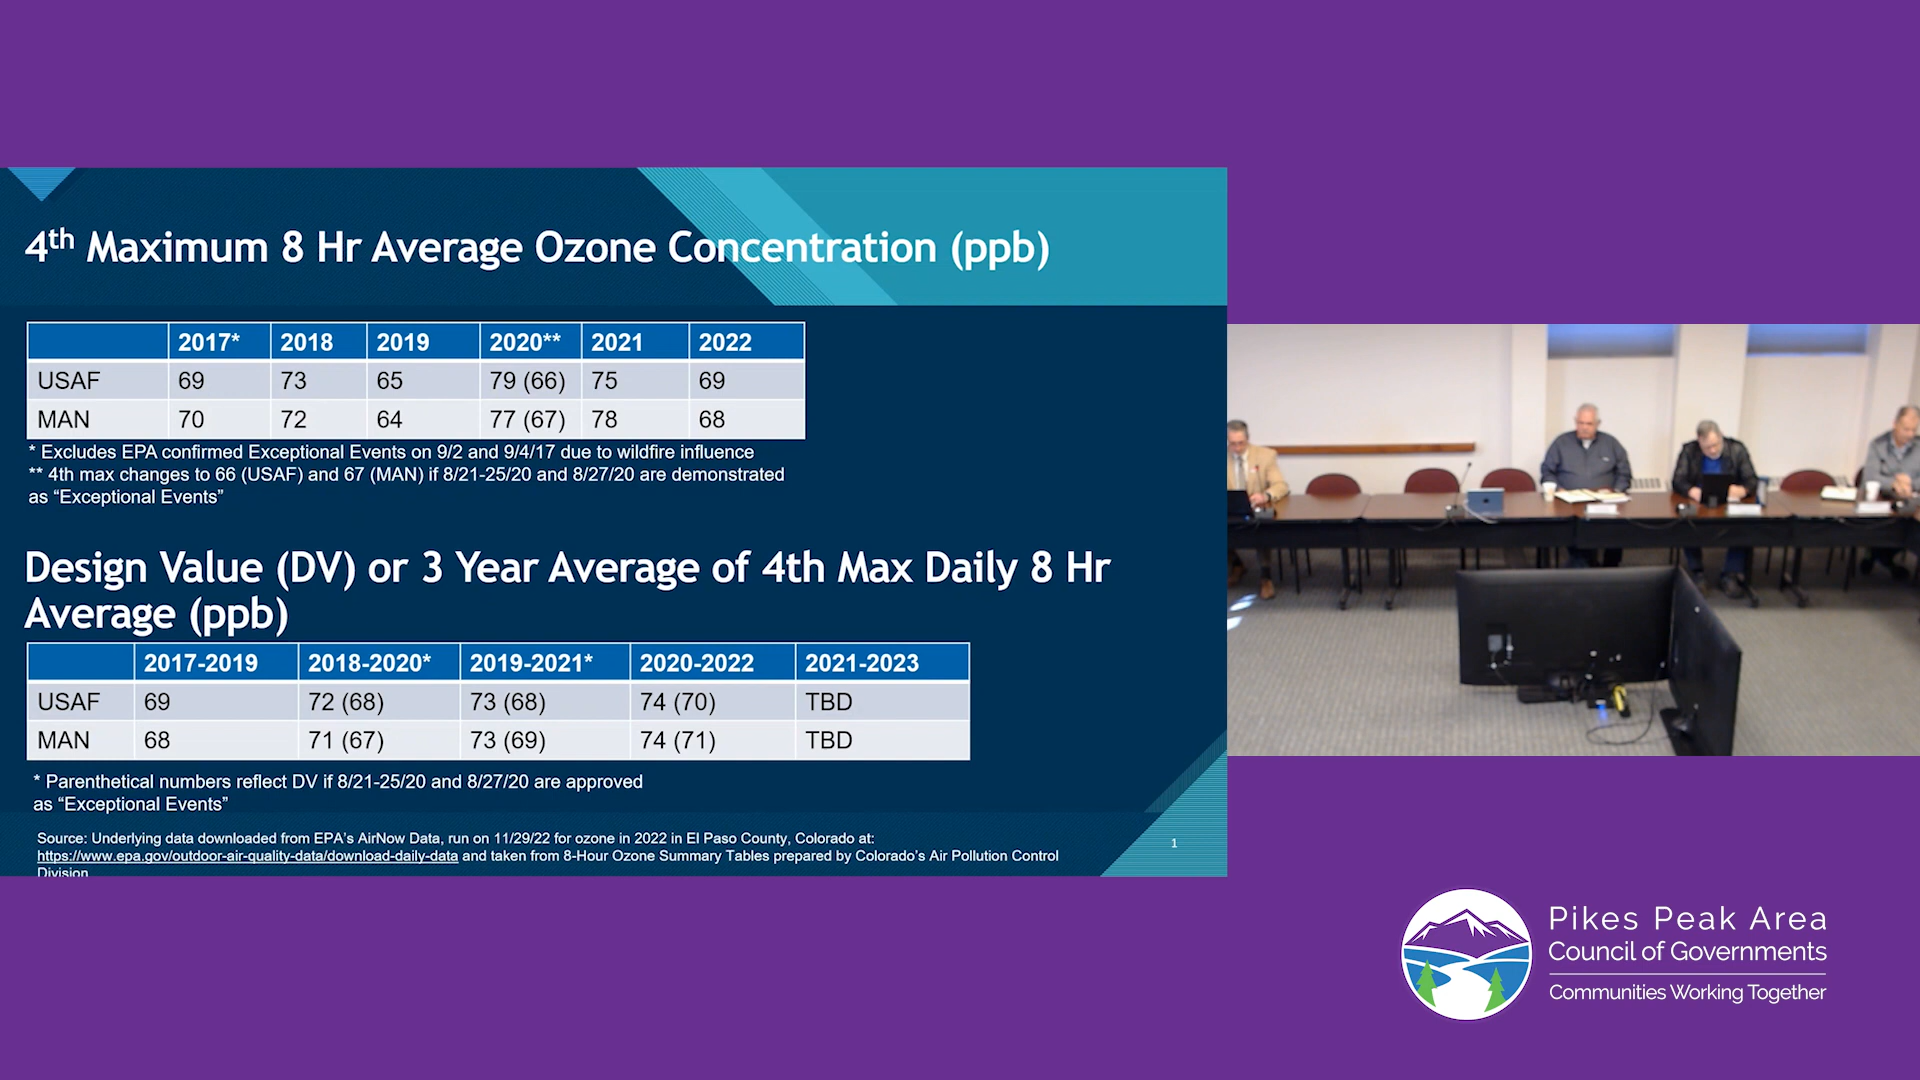 4th Maximum 8 Hr Average Ozone Concentration (ppb)
2017* 2018 2019 2020** 2021 2022
USAF 69 73 65 79 (66) 75 69
MAN 70 72 64 77 (67) 78 68
* Excludes EPA confirmed Exceptional Events on 9/2 and 9/4/17 due to wildfire influence
** 4th max changes to 66 (USAF) and 67 (MAN) if 8/21-25/20 and 8/27/20 are demonstrated
as “Exceptional Events”
Design Value (DV) or 3 Year Average of 4th Max Daily 8 Hr
Average (ppb)
2017-2019 2018-2020* 2019-2021* 2020-2022 2021-2023
USAF 69 72 (68) 73 (68) 74 (70) TBD
MAN 68 71 (67) 73 (69) 74 (71) TBD
* Parenthetical numbers reflect DV if 8/21-25/20 and 8/27/20 are approved
as “Exceptional Events”
Source: Underlying data downloaded from EPA’s AirNow Data, run on 11/29/22 for ozone in 2022 in El Paso County, Colorado at:
https://www.epa.gov/outdoor-air-quality-data/download-daily-data and taken from 8-Hour Ozone Summary Tables prepared by Colorado’s Air Pollution Control
Division
1
Pikes Peak Area
Council of Governments
Communities Working Together